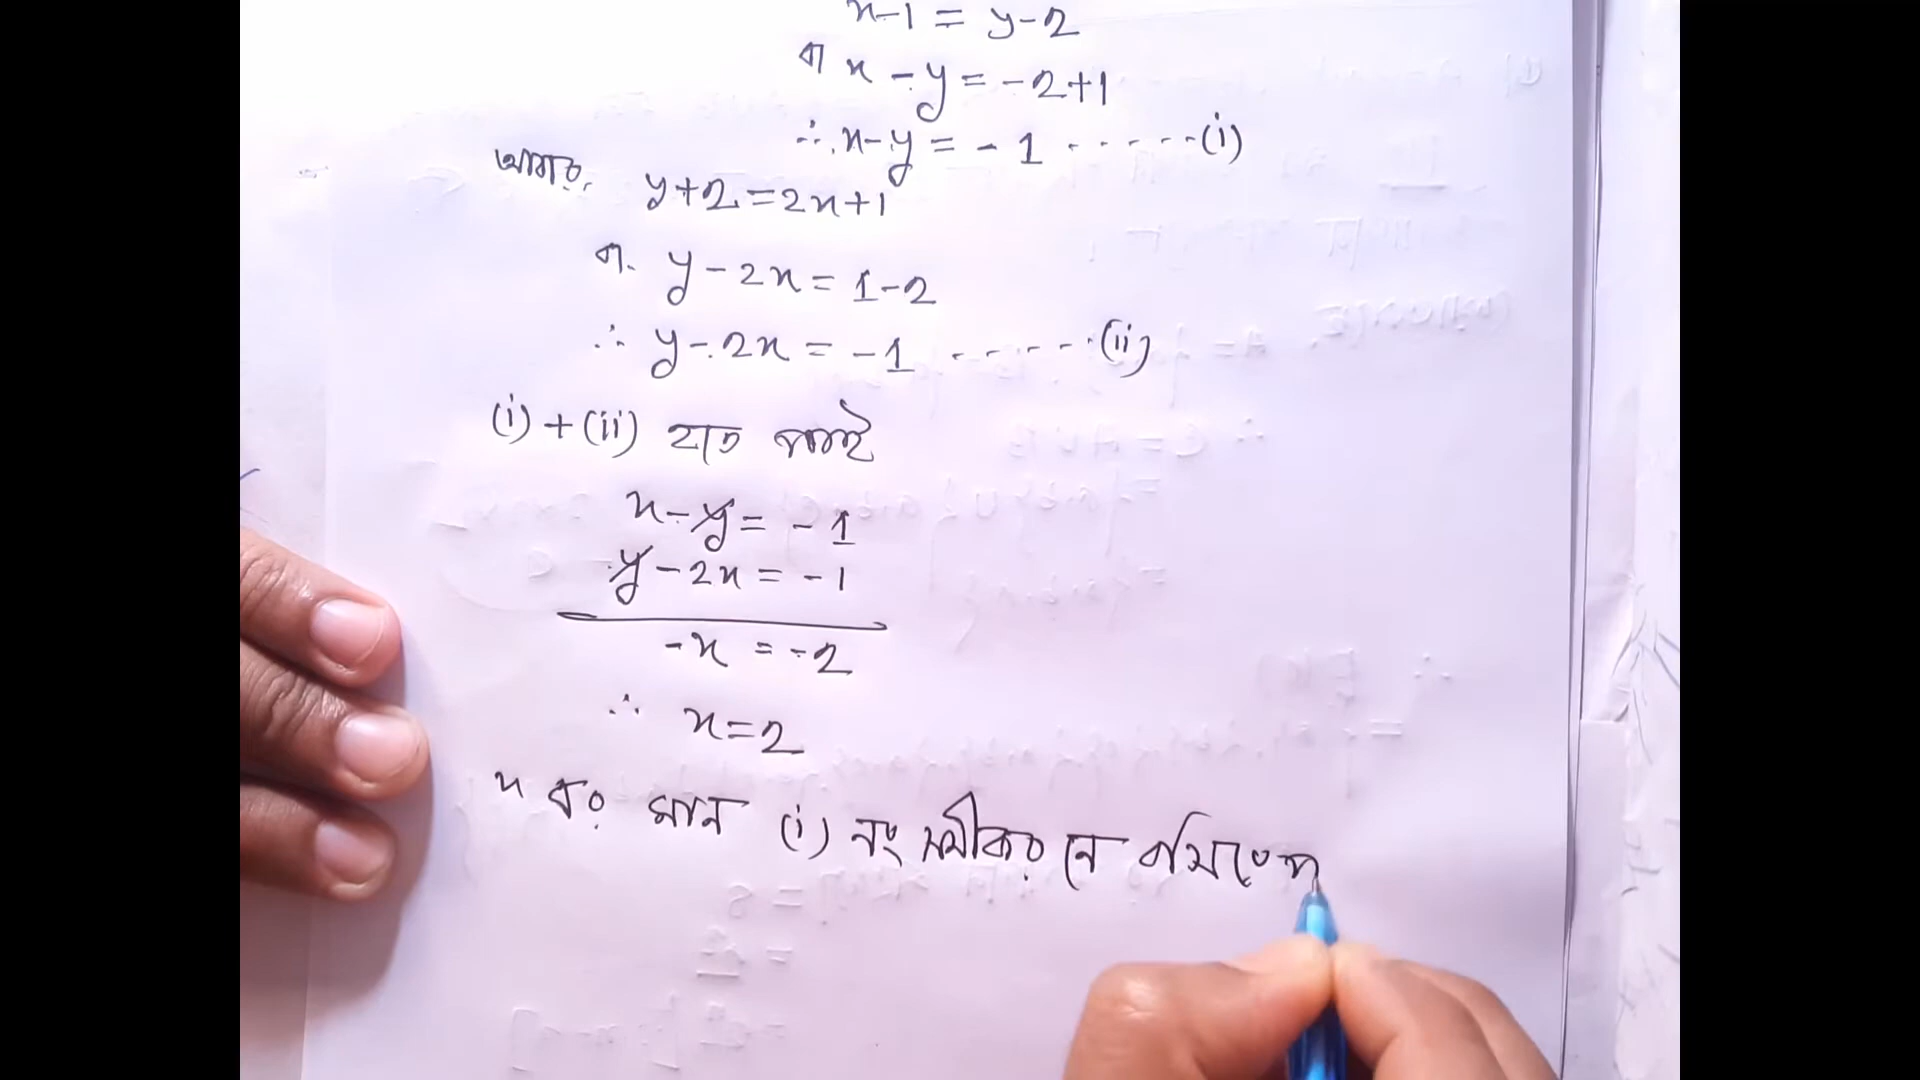 x-1 = y-2
বা x - y = -2+1
∴ x-y = - 1 ------(i)
আবার, y+2 = 2x+1
বা. y - 2x = 1-2
∴ y - 2x = -1 ------(ii)
(i)+(ii) হতে পাই
x-y = -1
y - 2x = -1
-x = -2
∴ x=2
x এর মান (i) নং সমীকরনে বসিয়ে